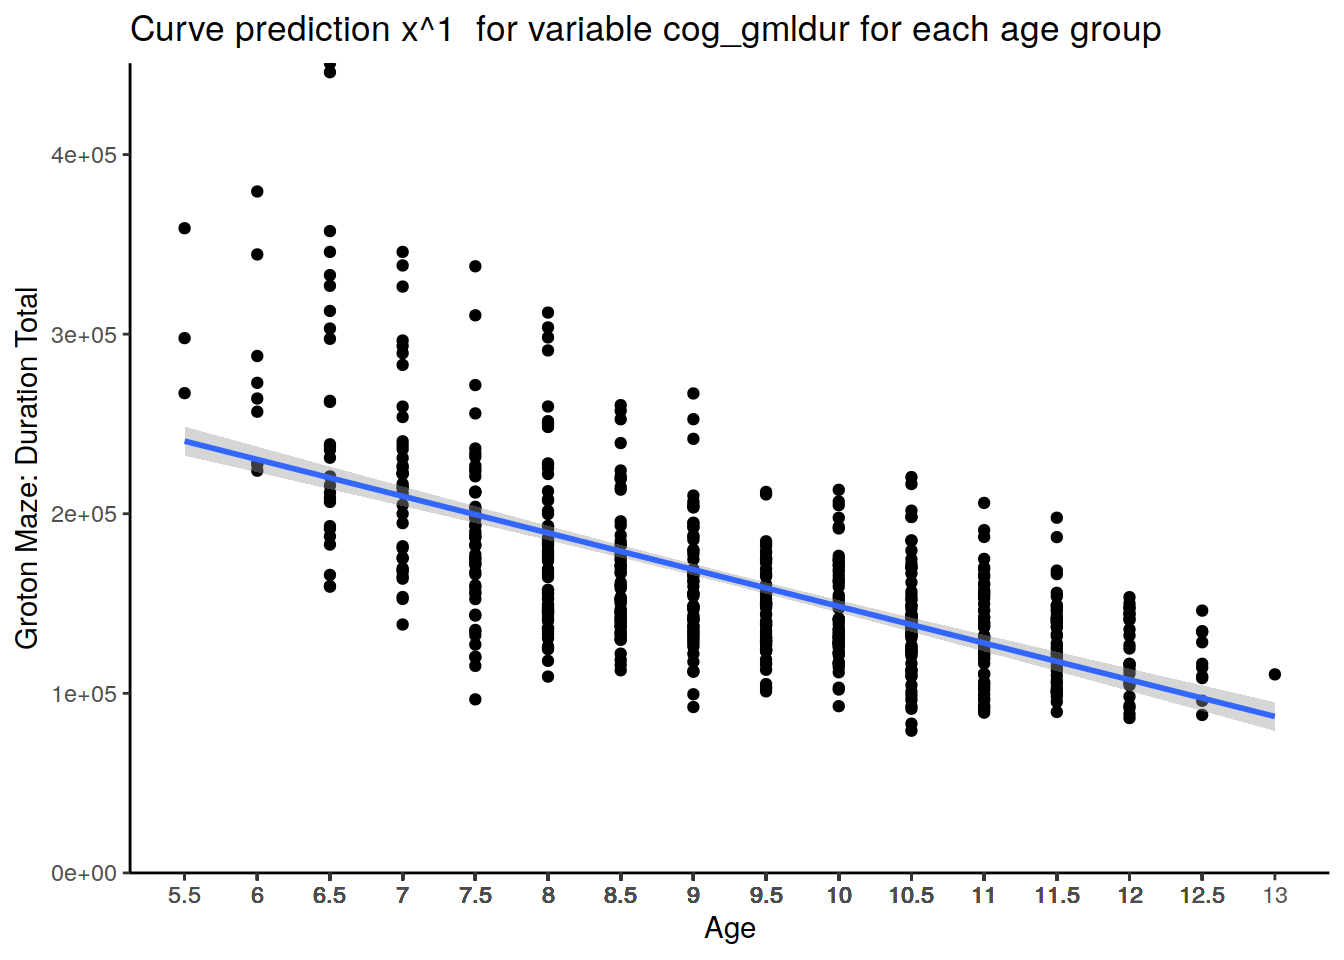 Curve prediction x^1  for variable cog_gmldur for each age group
4e+05
3e+05
2e+05
1e+05
0e+00
Groton Maze: Duration Total
5.5 6 6.5 7 7.5 8 8.5 9 9.5 10 10.5 11 11.5 12 12.5 13
Age